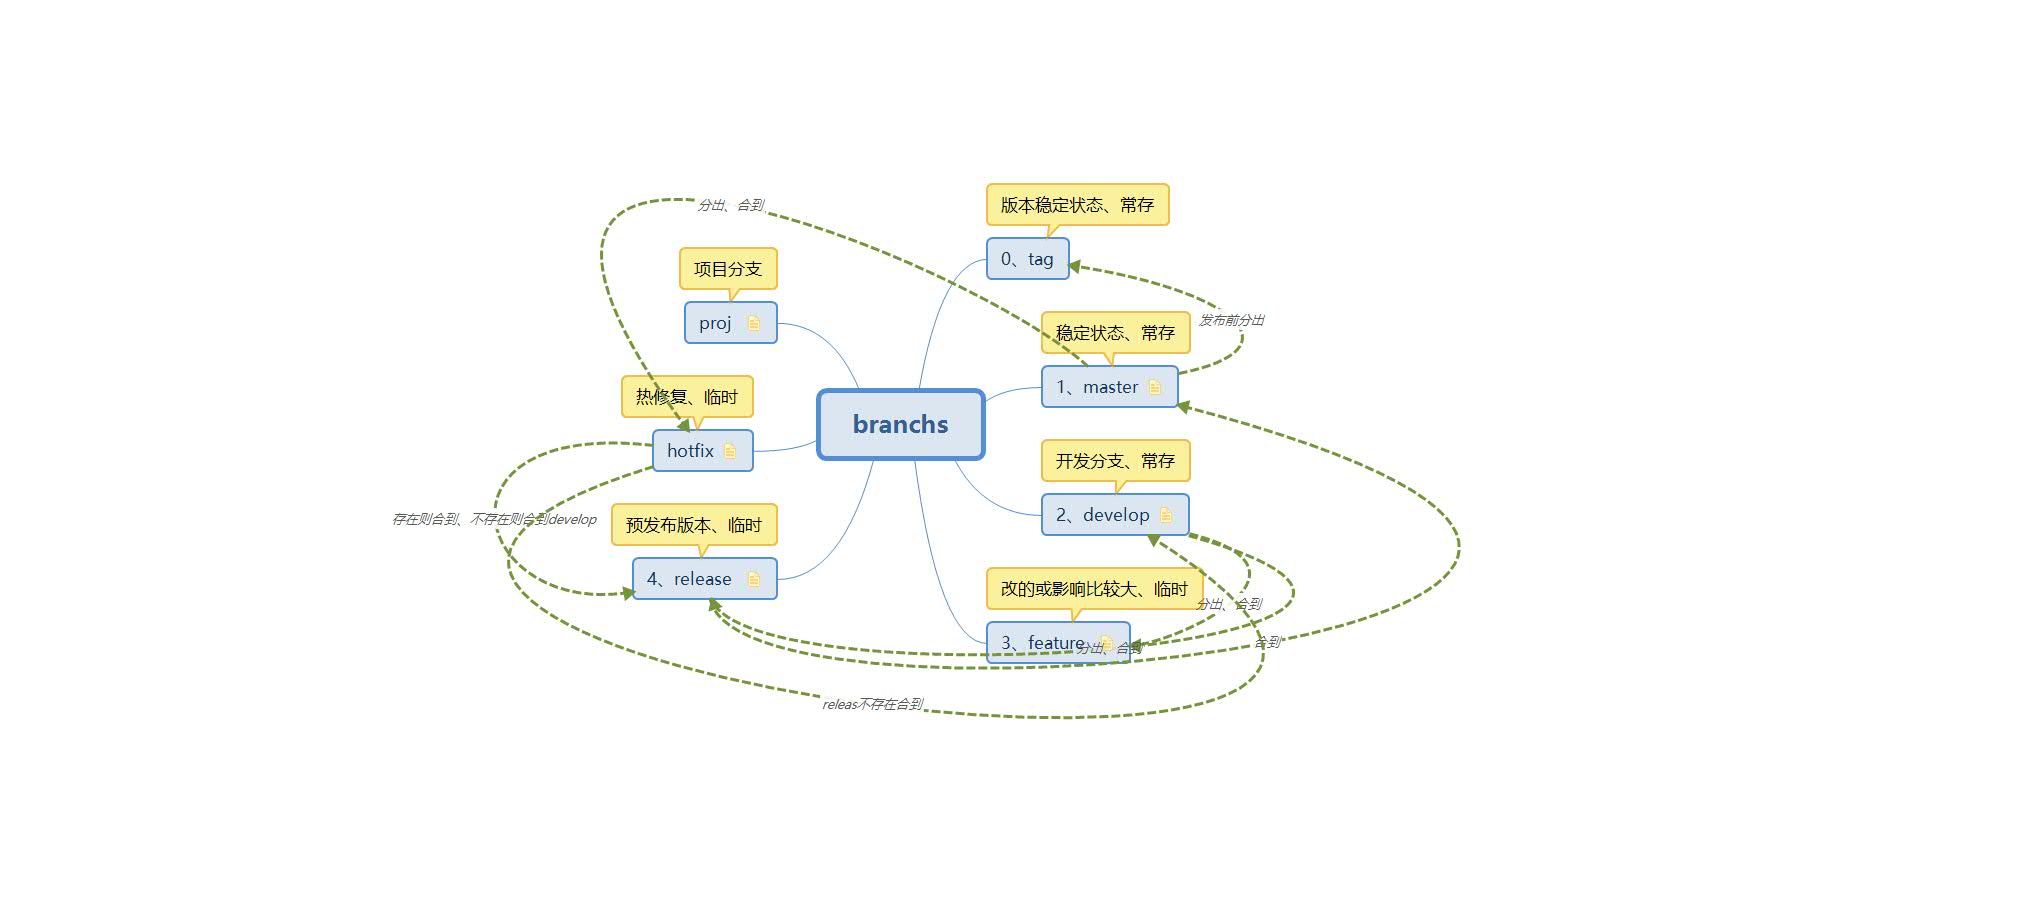 版本稳定状态、常存
分出、合到
0、tag
项目分支
proj
发布前分出
稳定状态、常存
1、master
热修复、临时
hotfix
branchs
开发分支、常存
2、develop
存在则合到、不存在则合到develop
预发布版本、临时
4、release
改的或影响比较大、临时
分出、合到
3、feature
分出、合到
合到
releas不存在合到